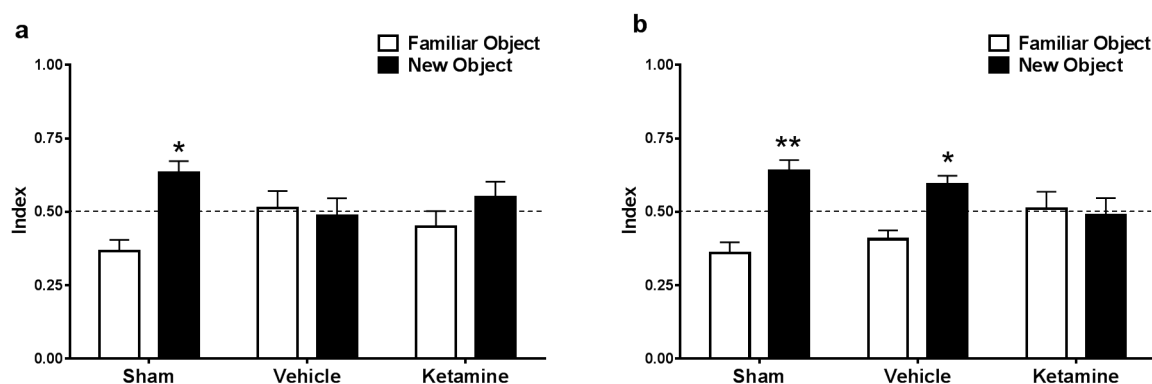 a
Familiar Object
New Object
1.00
0.75
0.50
0.25
0.00
Index
*
Sham
Vehicle
Ketamine
b
Familiar Object
New Object
1.00
0.75
0.50
0.25
0.00
Index
**
*
Sham
Vehicle
Ketamine